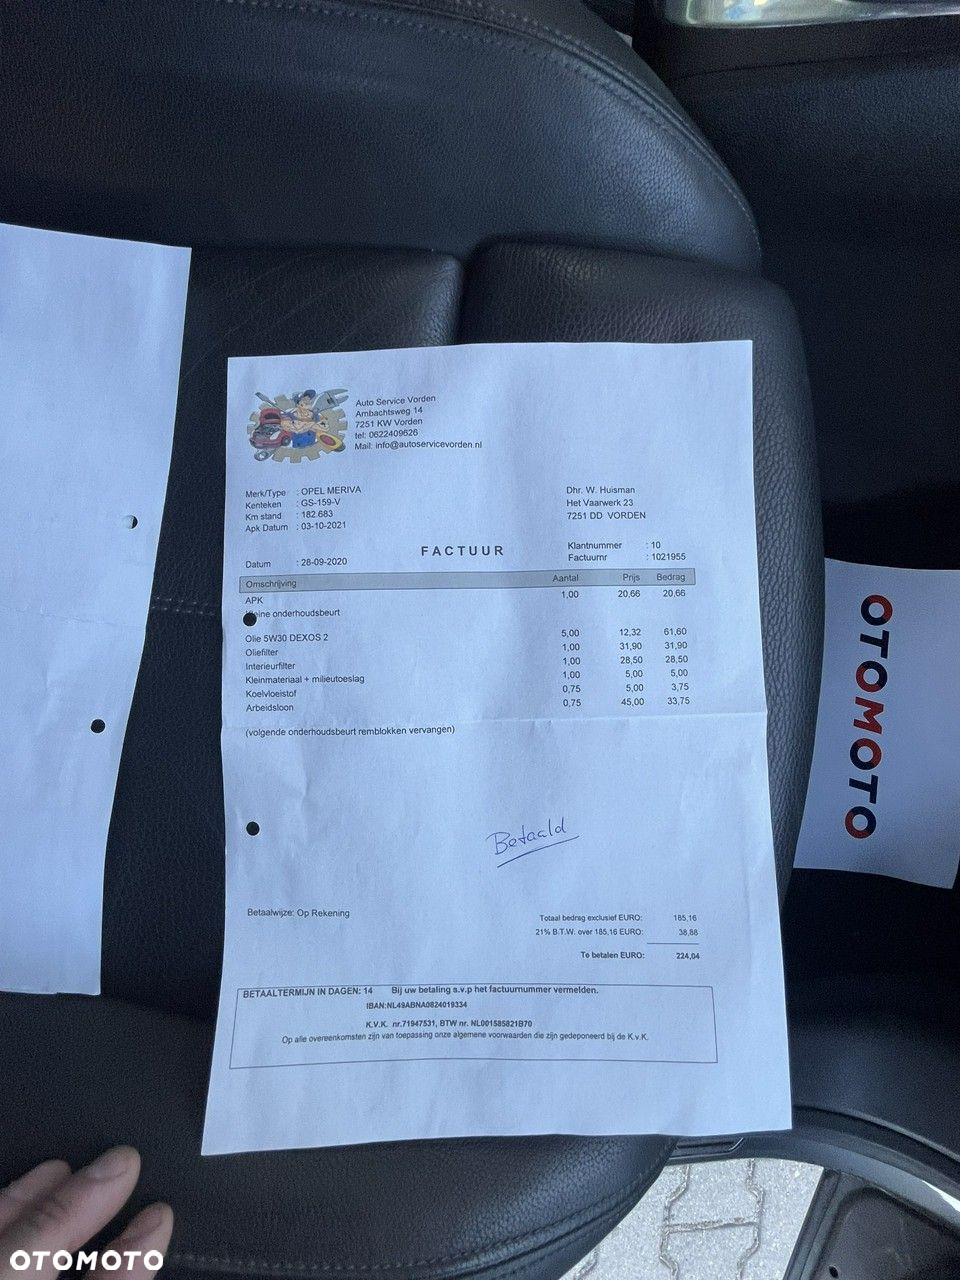 Auto Service Vorden
Ambachtsweg 14
7251 KW Vorden
tel: 0622409626
Mail: info@autoservicevorden.nl
Merk/Type : OPEL MERIVA
Kenteken : GS-159-V
Km stand : 182.683
Apk Datum : 03-10-2021
Dhr. W. Huisman
Het Vaarwerk 23
7251 DD VORDEN
FACTUUR
Klantnummer : 10
Factuurnr : 1021955
Datum : 28-09-2020
Omschrijving Aantal Prijs Bedrag
APK 1,00 20,66 20,66
onderhoudsbeurt
Olie 5W30 DEXOS 2 5,00 12,32 61,60
Oliefilter 1,00 31,90 31,90
Interieurfilter 1,00 28,50 28,50
Kleinmateriaal + milieutoeslag 1,00 5,00 5,00
Koelvloeistof 0,75 5,00 3,75
Arbeidsloon 0,75 45,00 33,75
(volgende onderhoudsbeurt remblokken vervangen)
Betaald
Betaalwijze: Op Rekening
Totaal bedrag exclusief EURO: 185,16
21% B.T.W. over 185,16 EURO: 38,88
Te betalen EURO: 224,04
BETAALTERMIJN IN DAGEN: 14 Bij uw betaling s.v.p het factuurnummer vermelden.
IBAN:NL49ABNA0824019334
K.V.K. nr.71947531, BTW nr. NL001585821B70
Op alle overeenkomsten zijn van toepassing onze algemene voorwaarden die zijn gedeponeerd bij de K.v.K.
OTOMOTO
OTOMOTO